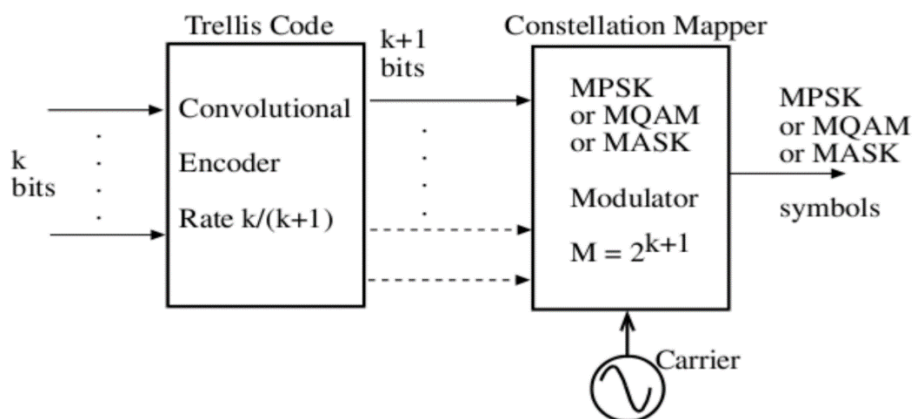 Trellis Code
Constellation Mapper
k+1
bits
k
bits
Convolutional
Encoder
Rate k/(k+1)
MPSK
or MQAM
or MASK
Modulator
M = 2^{k+1}
MPSK
or MQAM
or MASK
symbols
Carrier